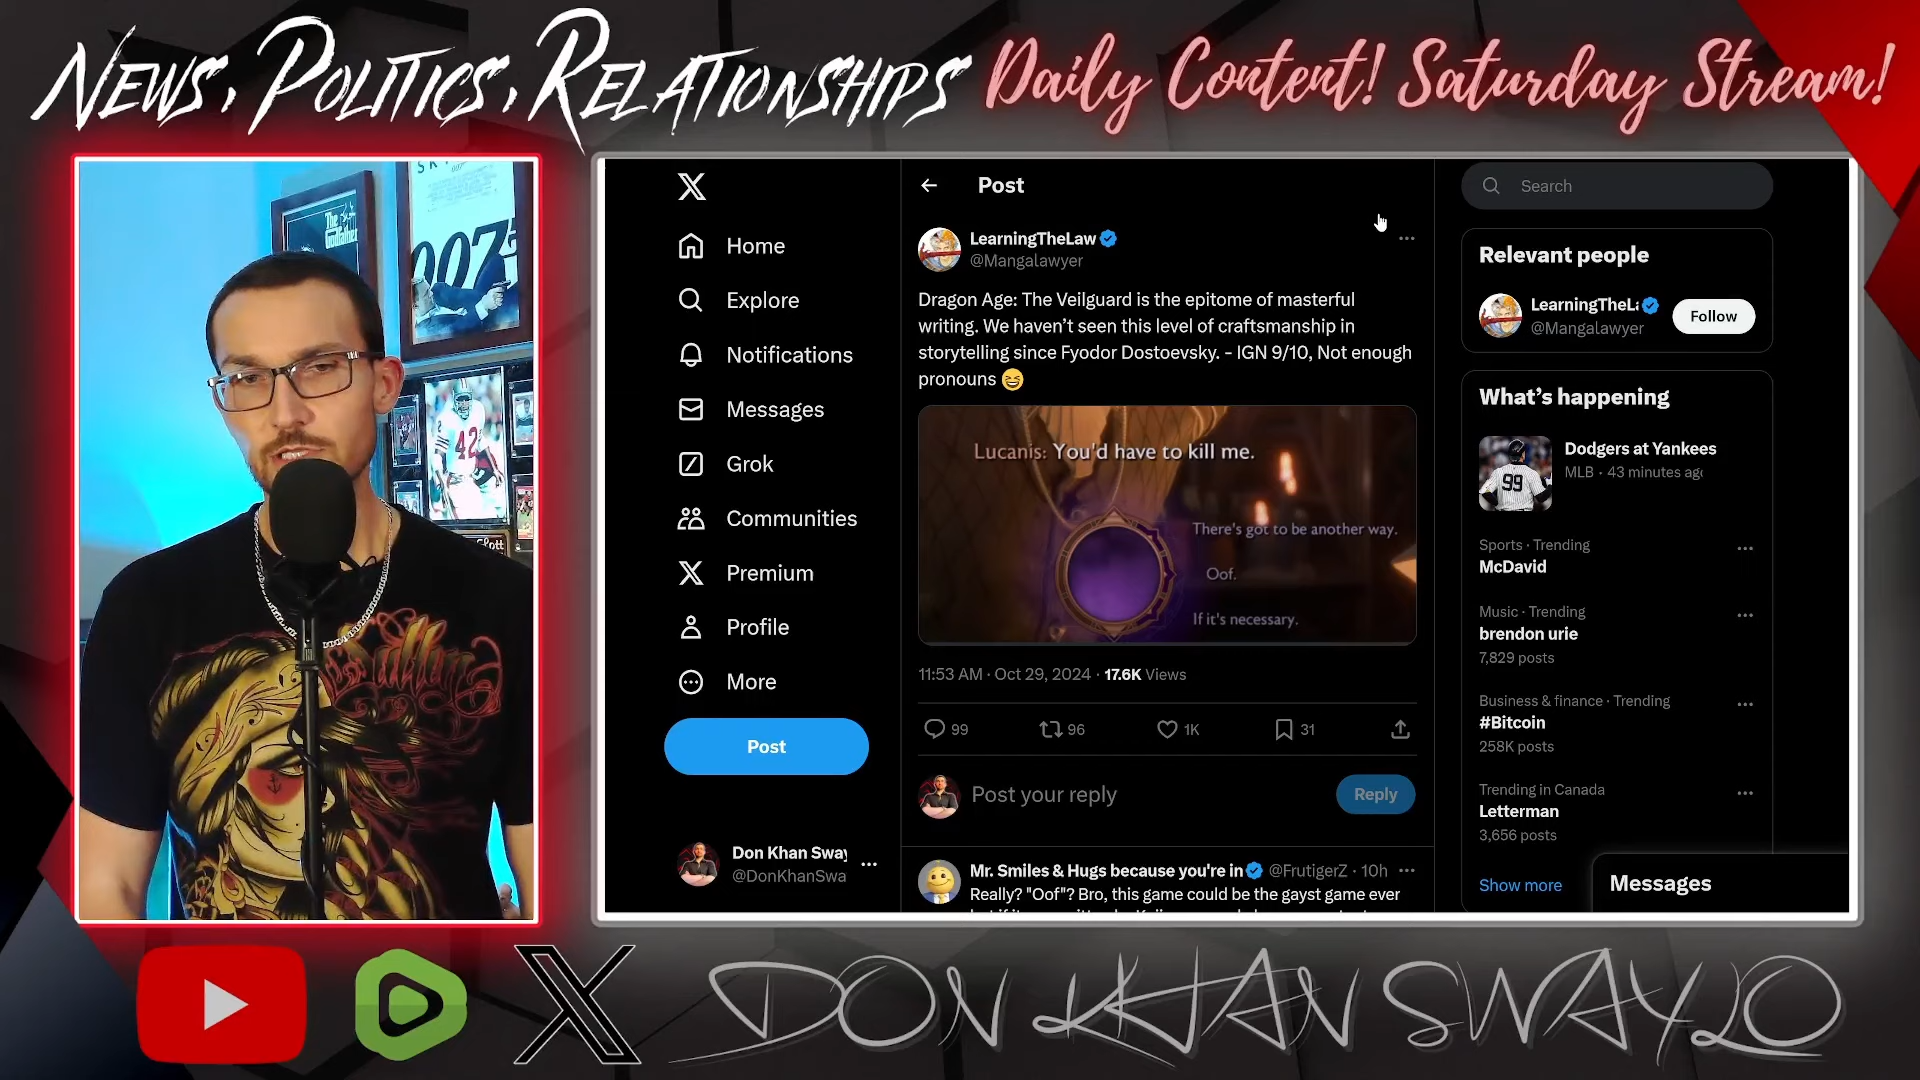 News, Politics, Relationships Daily Content! Saturday Stream!
The Godfather
007
42
X
Home
Explore
Notifications
Messages
Grok
Communities
Premium
Profile
More
Post
Don Khan Sway
@DonKhanSwa
Post
LearningTheLaw
@Mangalawyer
Dragon Age: The Veilguard is the epitome of masterful
writing. We haven't seen this level of craftsmanship in
storytelling since Fyodor Dostoevsky. - IGN 9/10, Not enough
pronouns 😆
Lucanis: You'd have to kill me.
There's got to be another way.
Oof.
If it's necessary.
11:53 AM · Oct 29, 2024 · 17.6K Views
99 96 1K 31
Post your reply
Reply
Mr. Smiles & Hugs because you're in @FrutigerZ · 10h
Really? "Oof"? Bro, this game could be the gayst game ever
Search
Relevant people
LearningTheLa
@Mangalawyer
Follow
What's happening
99
Dodgers at Yankees
MLB · 43 minutes ag
Sports · Trending
McDavid
Music · Trending
brendon urie
7,829 posts
Business & finance · Trending
#Bitcoin
258K posts
Trending in Canada
Letterman
3,656 posts
Show more
Messages
X
DON KHAN SWAYLO